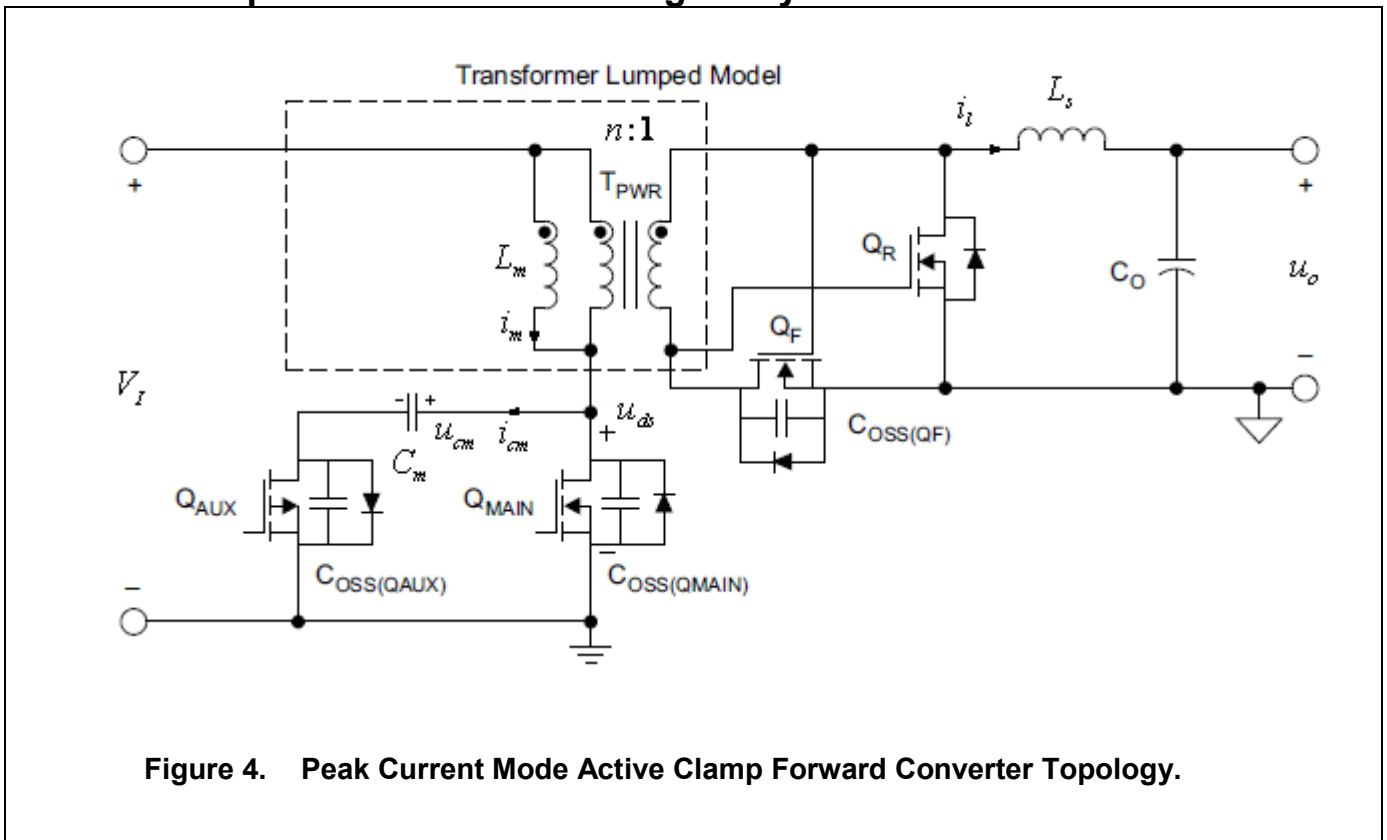 Transformer Lumped Model
n:1
i_l
L_s
+
+
T_PWR
L_m
Q_R
C_O
u_o
i_m
Q_F
V_I
- +
u_cm
i_cm
u_ds
+
–
C_OSS(QF)
C_m
Q_AUX
Q_MAIN
–
C_OSS(QAUX)
C_OSS(QMAIN)
–
Figure 4. Peak Current Mode Active Clamp Forward Converter Topology.